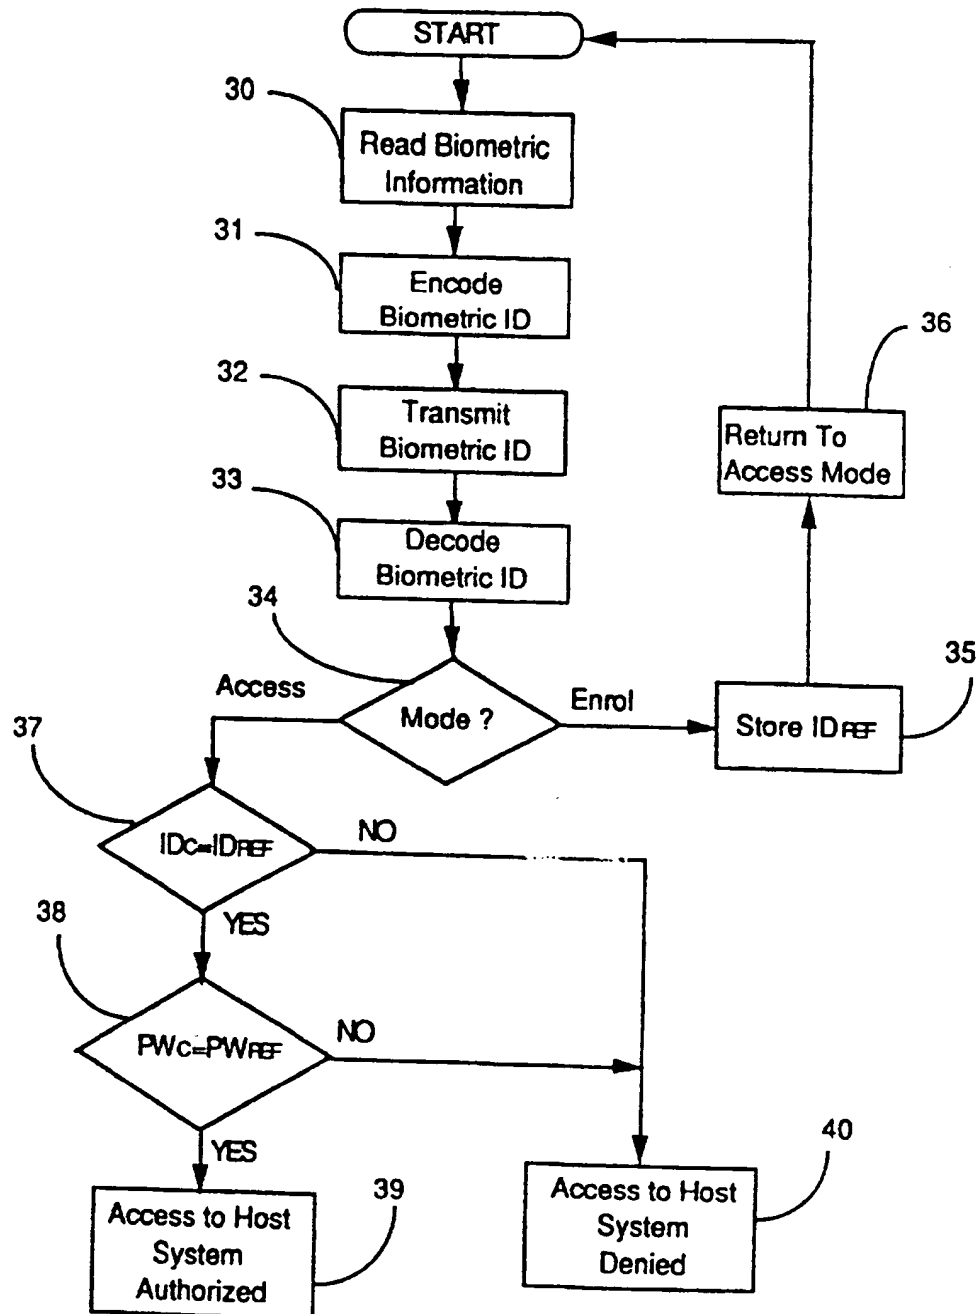 START
30
Read Biometric
Information
31
Encode
Biometric ID
32
Transmit
Biometric ID
36
Return To
Access Mode
33
Decode
Biometric ID
34
Access
Mode ?
Enrol
35
Store IDREF
37
IDC=IDREF
NO
YES
38
PWC=PWREF
NO
YES
39
Access to Host
System
Authorized
40
Access to Host
System
Denied